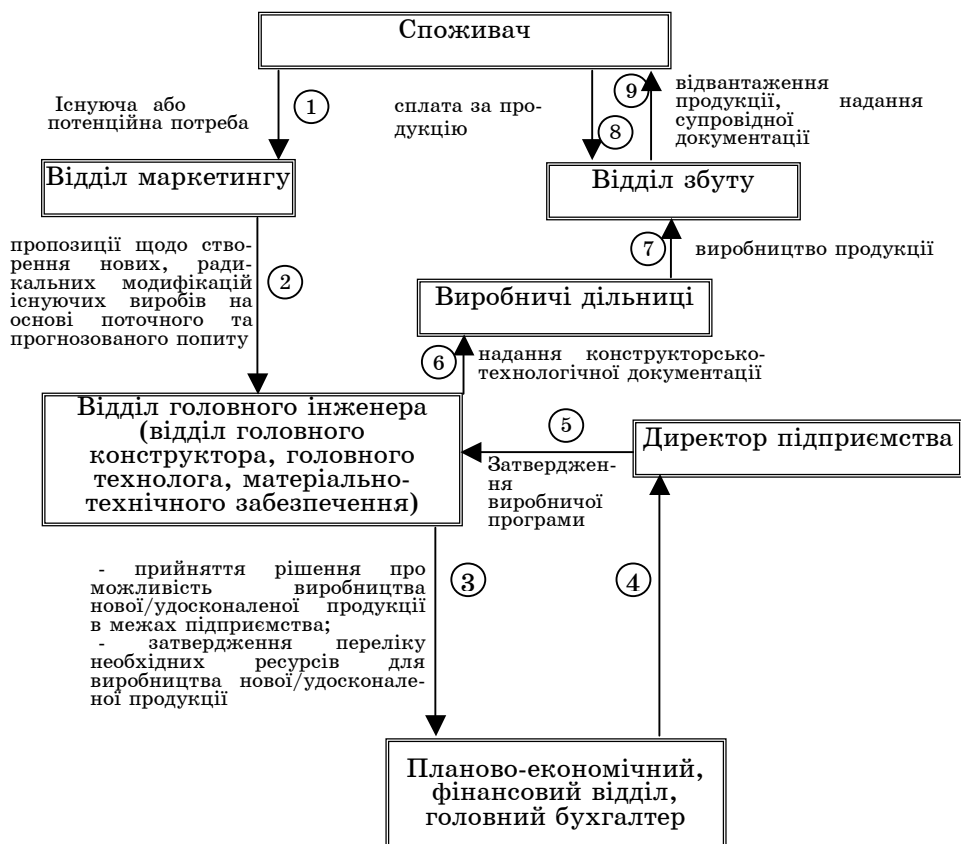 Споживач
Існуюча або
потенційна потреба
1
сплата за про-
дукцію
8
9
відвантаження
продукції, надання
супровідної
документації
Відділ маркетингу
Відділ збуту
пропозиції щодо ство-
рення нових, ради-
кальних модифікацій
існуючих виробів на
основі поточного та
прогнозованого попиту
2
7
виробництво продукції
Виробничі дільниці
6
надання конструкторсько-
технологічної документації
Відділ головного інженера
(відділ головного
конструктора, головного
технолога, матеріально-
технічного забезпечення)
5
Затверджен-
ня
виробничої
програми
Директор підприємства
- прийняття рішення про
можливість виробництва
нової/удосконаленої продукції
в межах підприємства;
- затвердження переліку
необхідних ресурсів для
виробництва нової/удосконале-
ної продукції
3
4
Планово-економічний,
фінансовий відділ,
головний бухгалтер